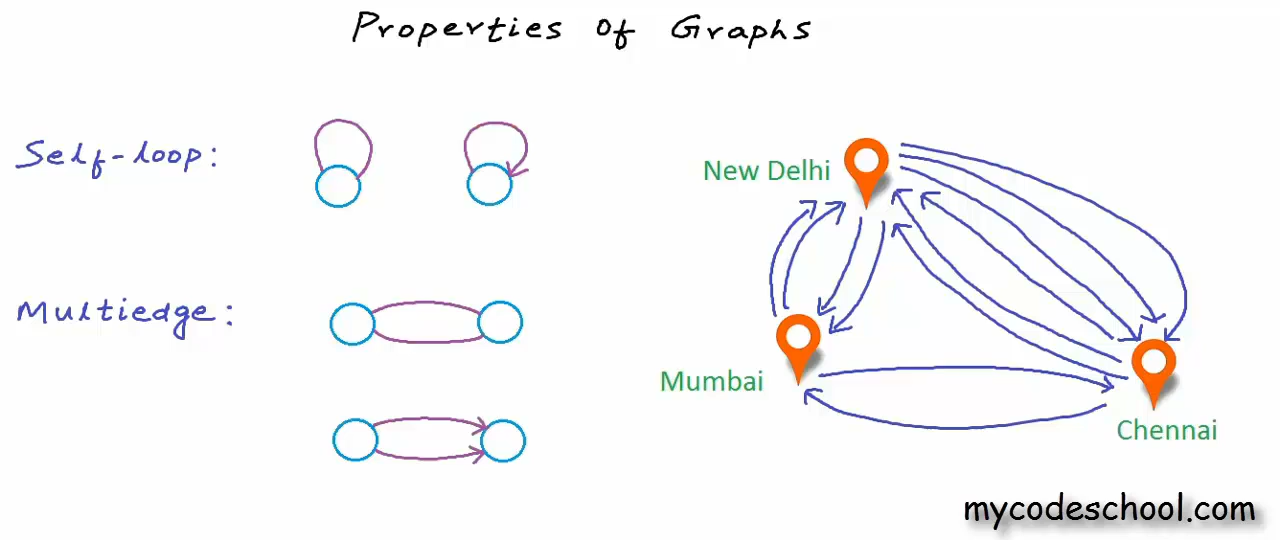 Properties of Graphs
Self-loop:
New Delhi
Multiedge:
Mumbai
Chennai
mycodeschool.com